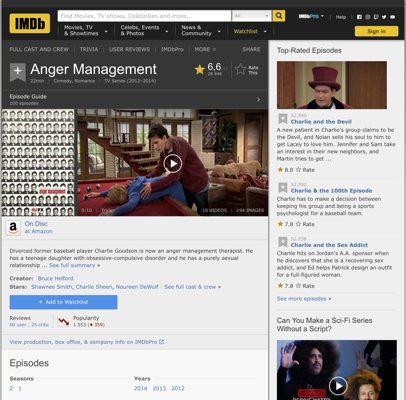 IMDb
Find Movies, TV shows, Celebrities and more...
All
IMDbPro
Help
Movies, TV
& Showtimes
Celebs, Events
& Photos
News &
Community
Watchlist
Sign in
FULL CAST AND CREW | TRIVIA | USER REVIEWS | IMDbPro | MORE
SHARE
Anger Management
22min | Comedy, Romance | TV Series (2012–2014)
6,6
Rate
This
Episode Guide
100 episodes
0:10 | Trailer
10 VIDEOS | 194 IMAGES
On Disc
at Amazon
Divorced former baseball player Charlie Goodson is now an anger management therapist. He
has a teenage daughter with obsessive-compulsive disorder and he has a purely sexual
relationship ... See full summary »
Creator: Bruce Helford
Stars: Shawnee Smith, Charlie Sheen, Noureen DeWulf | See full cast & crew »
+ Add to Watchlist
Reviews
60 user | 25 critic
Popularity
1 553 (359)
View production, box office, & company info on IMDbPro
Episodes
Seasons
2 1
Years
2014 2013 2012
Top-Rated Episodes
S2.E40
Charlie and the Devil
A new patient in Charlie's group claims to be
the Devil, and Nolan sells his soul to him to
get Lacey to love him. Jennifer and Sam take
an interest in their new neighbors, and
Martin tries to get ...
8.0 Rate
S2.E90
Charlie & the 100th Episode
Charlie has to make a decision between
keeping his group and being a sports
psychologist for a baseball team.
7.8 Rate
Charlie and the Sex Addict
Charlie hits on Jordan's A.A. sponsor when
he discovers that she is a recovering sex
addict, and Ed helps Patrick design an outfit
for a full-figured woman.
7.8 Rate
See more episodes »
Can You Make a Sci-Fi Series
Without a Script?